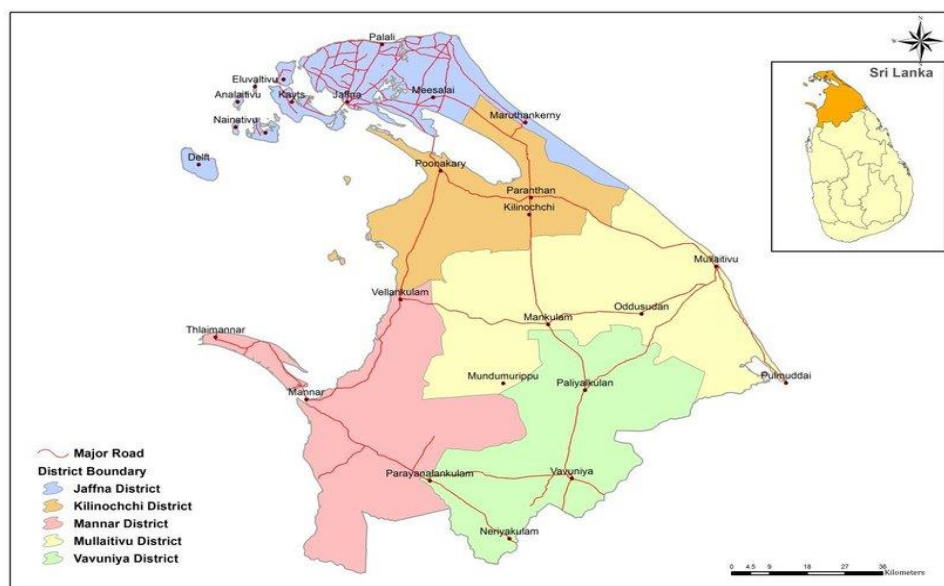 Sri Lanka
Palali
Eluvaltivu
Analaitivu
Kayts
Jaffna
Meesalai
Nainativu
Maruthankerny
Delft
Poonakary
Paranthan
Kilinochchi
Mullaitivu
Vellankulam
Oddusudan
Mankulam
Thlaimannar
Mundumurippu
Paliyalkulan
Pulmuddai
Mannar
Parayanalankulam
Vavuniya
Neriyakulam
Major Road
District Boundary
Jaffna District
Kilinochchi District
Mannar District
Mullaitivu District
Vavuniya District
0 4.5 9 18 27 36
Kilometers